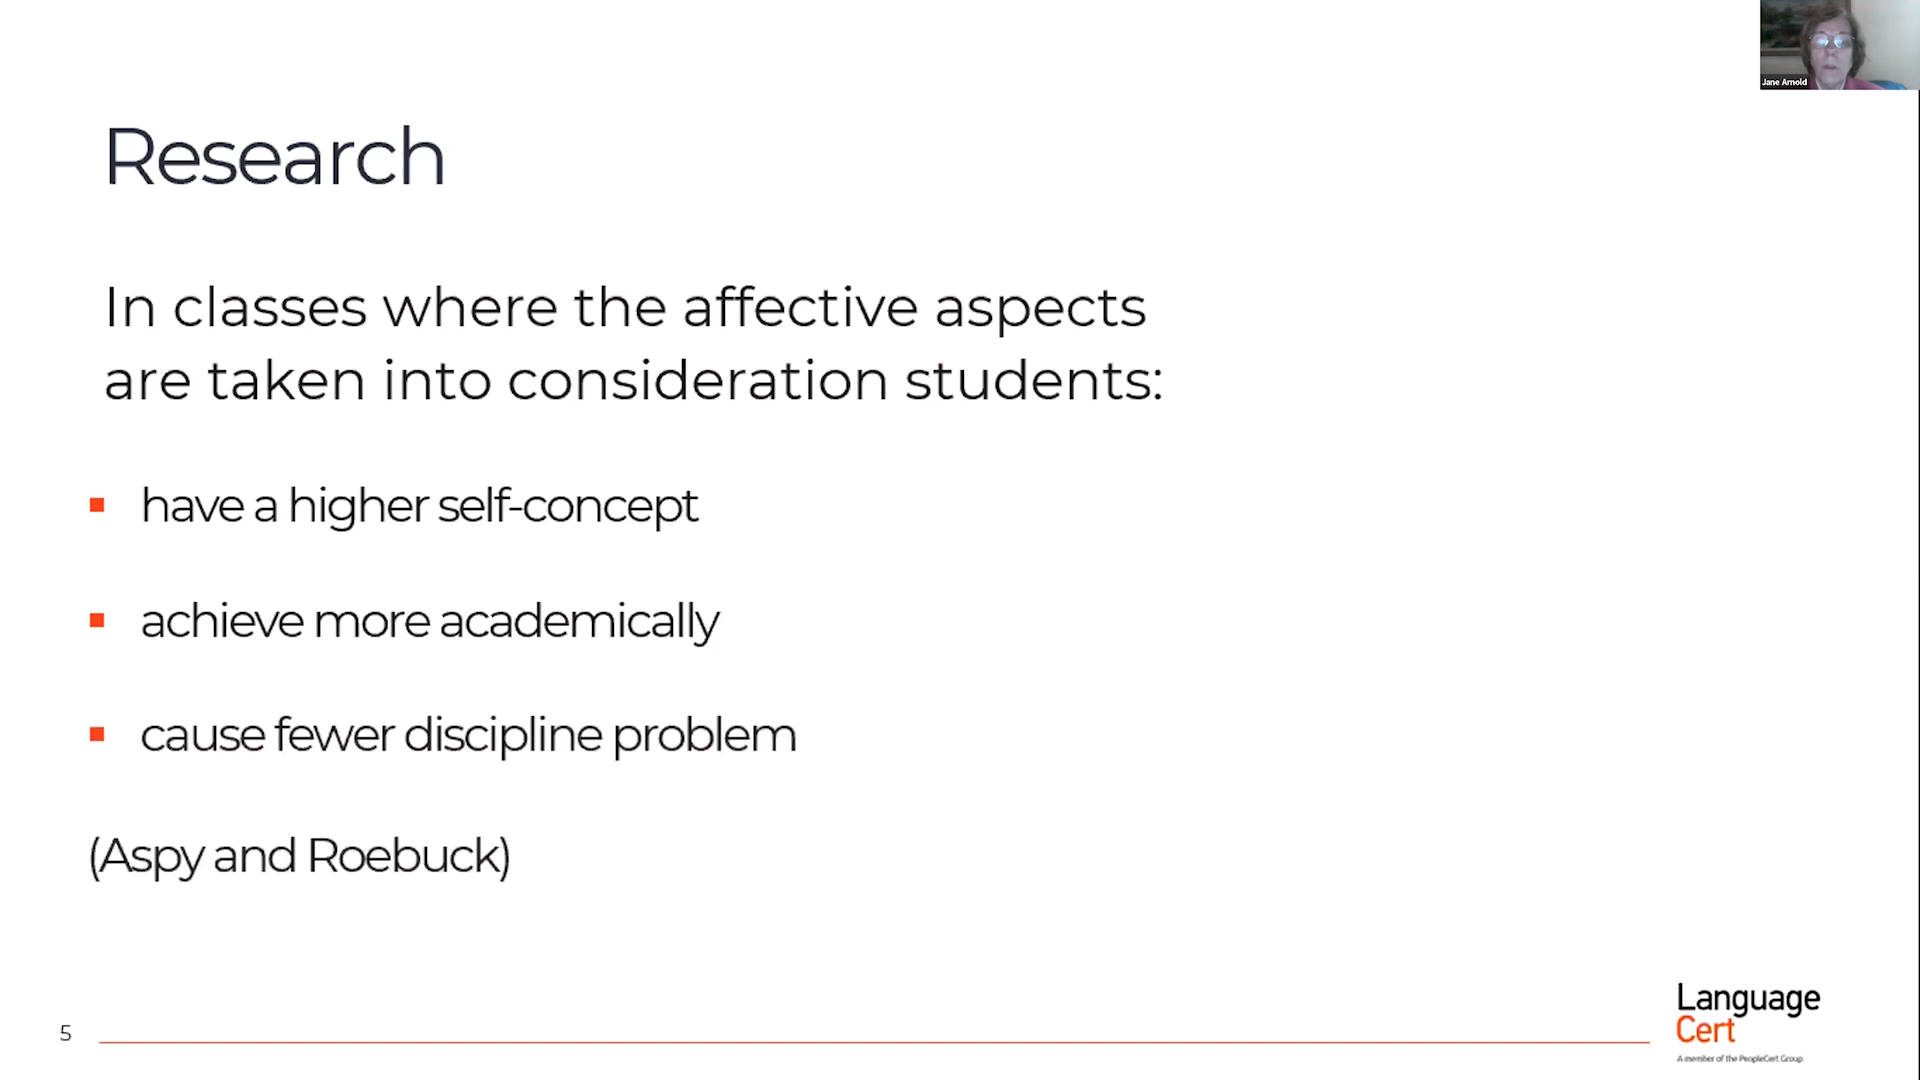 Jane Arnold
Research
In classes where the affective aspects
are taken into consideration students:
▪ have a higher self-concept
▪ achieve more academically
▪ cause fewer discipline problem
(Aspy and Roebuck)
5
Language
Cert
A member of the PeopleCert Group